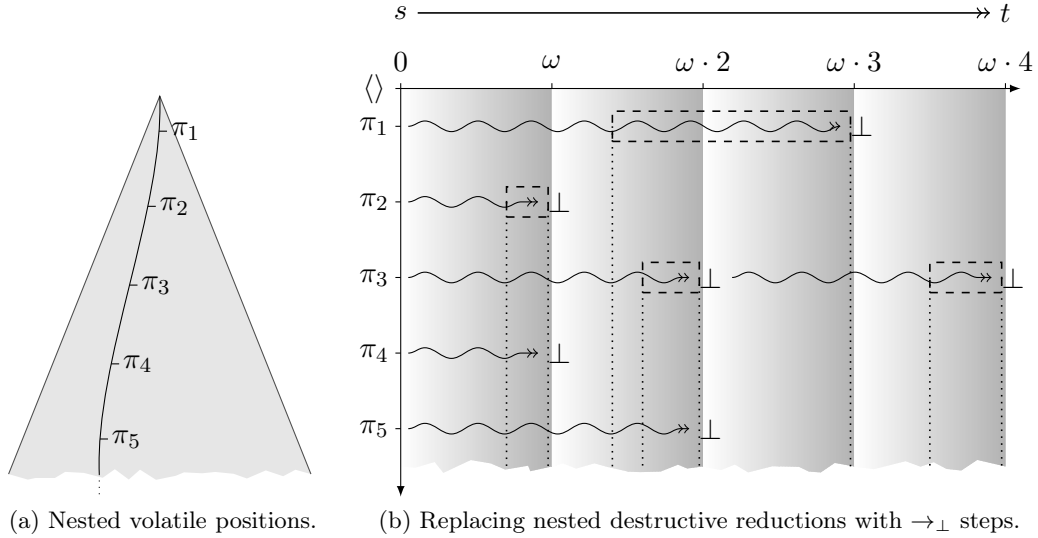 s t
0 ω ω · 2 ω · 3 ω · 4
⟨⟩
π1 ⊥
π2 ⊥
π3 ⊥ ⊥
π4 ⊥
π5 ⊥
π1
π2
π3
π4
π5
(a) Nested volatile positions.
(b) Replacing nested destructive reductions with →⊥ steps.